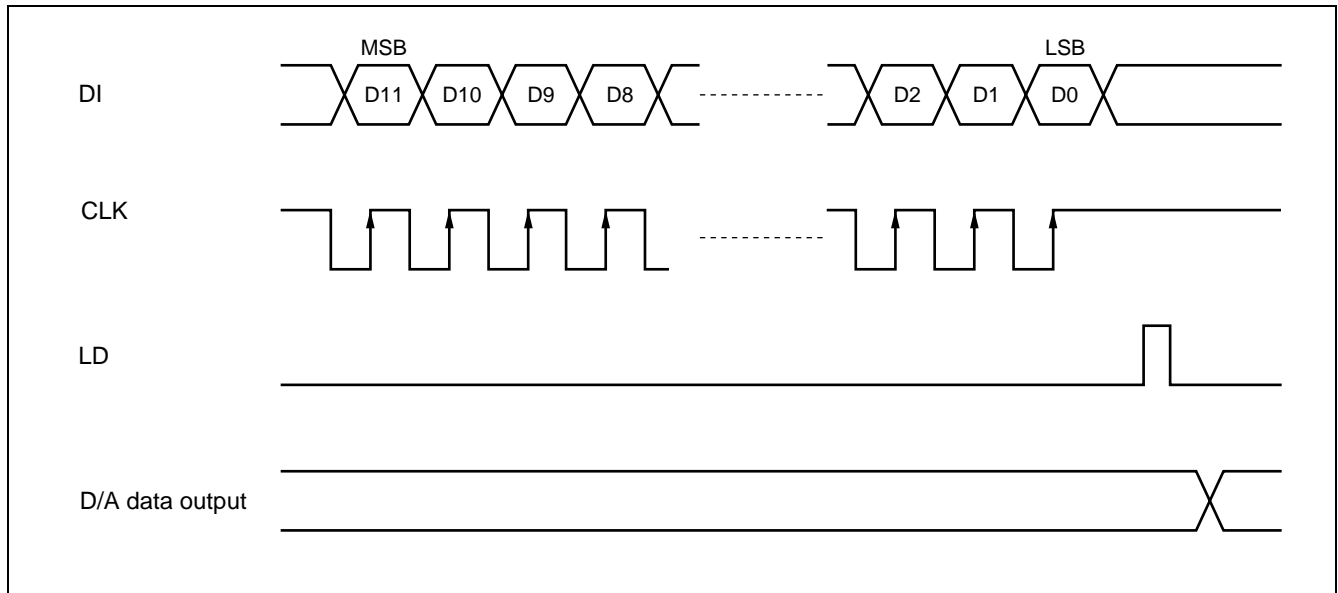 MSB LSB
DI D11 D10 D9 D8 D2 D1 D0
CLK
LD
D/A data output